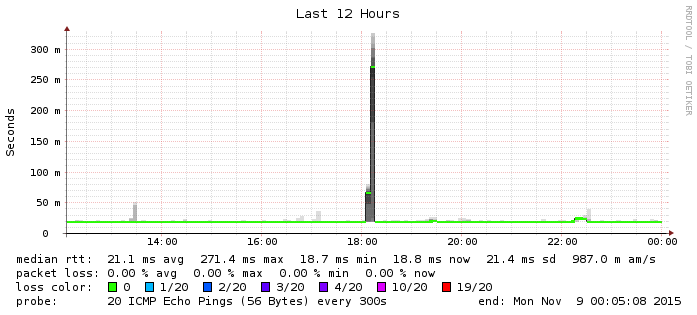 Last 12 Hours
RRDTOOL / TOBI OETIKER
Seconds
300 m
250 m
200 m
150 m
100 m
50 m
0
14:00 16:00 18:00 20:00 22:00 00:00
median rtt: 21.1 ms avg 271.4 ms max 18.7 ms min 18.8 ms now 21.4 ms sd 987.0 m am/s
packet loss: 0.00 % avg 0.00 % max 0.00 % min 0.00 % now
loss color: 0 1/20 2/20 3/20 4/20 10/20 19/20
probe: 20 ICMP Echo Pings (56 Bytes) every 300s end: Mon Nov 9 00:05:08 2015